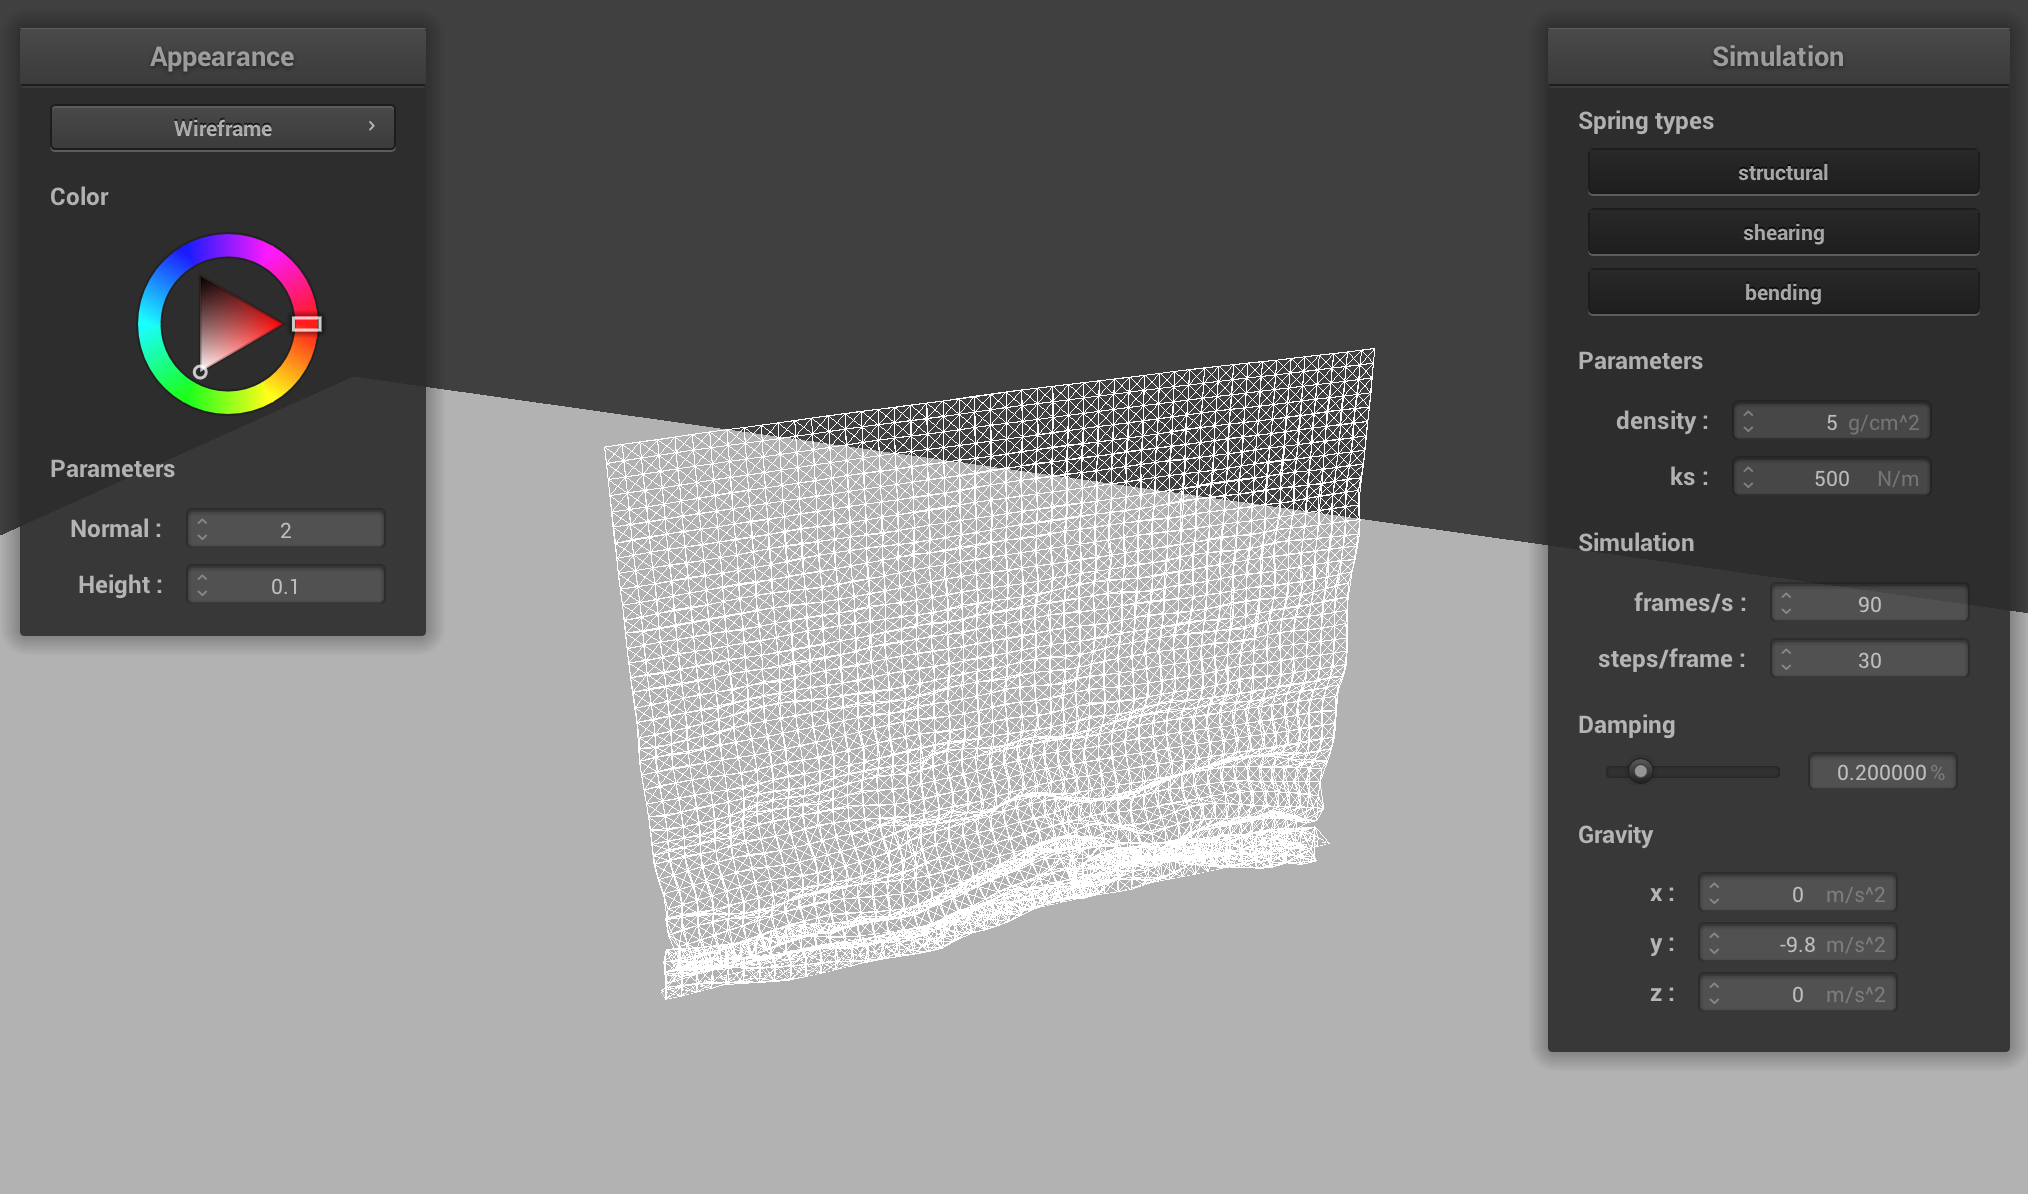 Appearance
Wireframe
Color
Parameters
Normal : 2
Height : 0.1
Simulation
Spring types
structural
shearing
bending
Parameters
density : 5 g/cm^2
ks : 500 N/m
Simulation
frames/s : 90
steps/frame : 30
Damping
0.200000 %
Gravity
x : 0 m/s^2
y : -9.8 m/s^2
z : 0 m/s^2